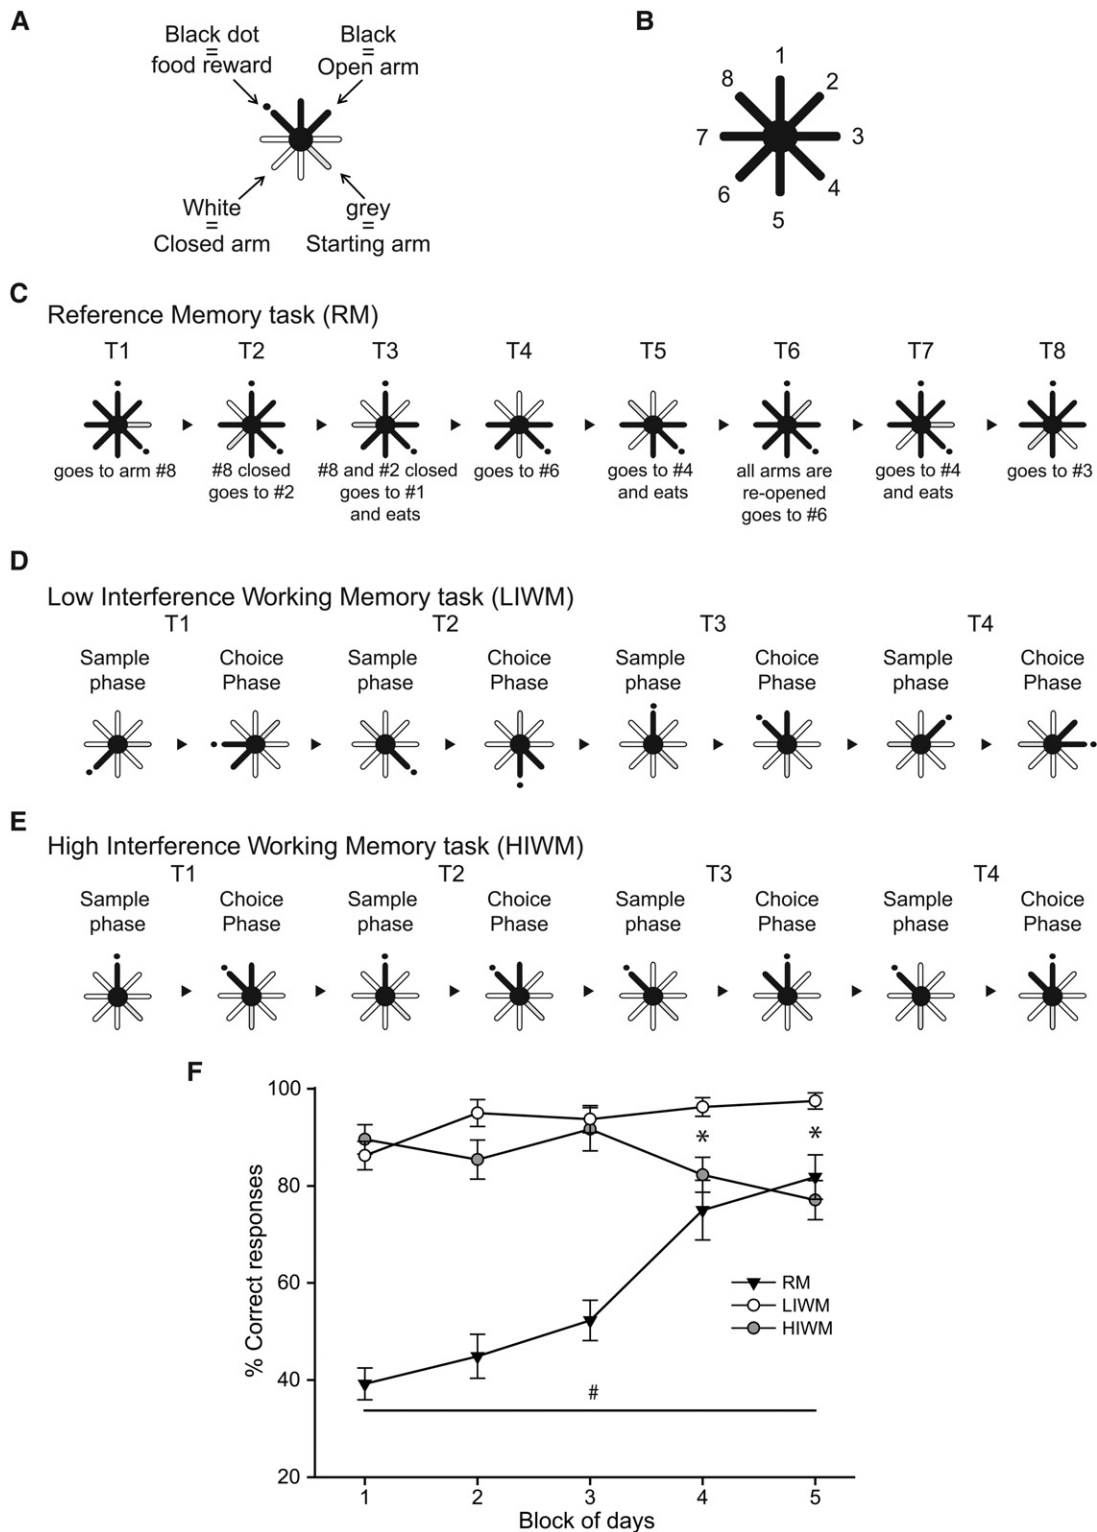 A
Black dot
=
food reward
Black
=
Open arm
White
=
Closed arm
grey
=
Starting arm
B
1
2
3
4
5
6
7
8
C
Reference Memory task (RM)
T1 T2 T3 T4 T5 T6 T7 T8
goes to arm #8
#8 closed
goes to #2
#8 and #2 closed
goes to #1
and eats
goes to #6
goes to #4
and eats
all arms are
re-opened
goes to #6
goes to #4
and eats
goes to #3
D
Low Interference Working Memory task (LIWM)
T1 T2 T3 T4
Sample Choice Sample Choice Sample Choice Sample Choice
phase Phase phase Phase phase Phase phase Phase
E
High Interference Working Memory task (HIWM)
T1 T2 T3 T4
Sample Choice Sample Choice Sample Choice Sample Choice
phase Phase phase Phase phase Phase phase Phase
F
% Correct responses
100
80
60
40
20
* *
#
RM
LIWM
HIWM
1 2 3 4 5
Block of days